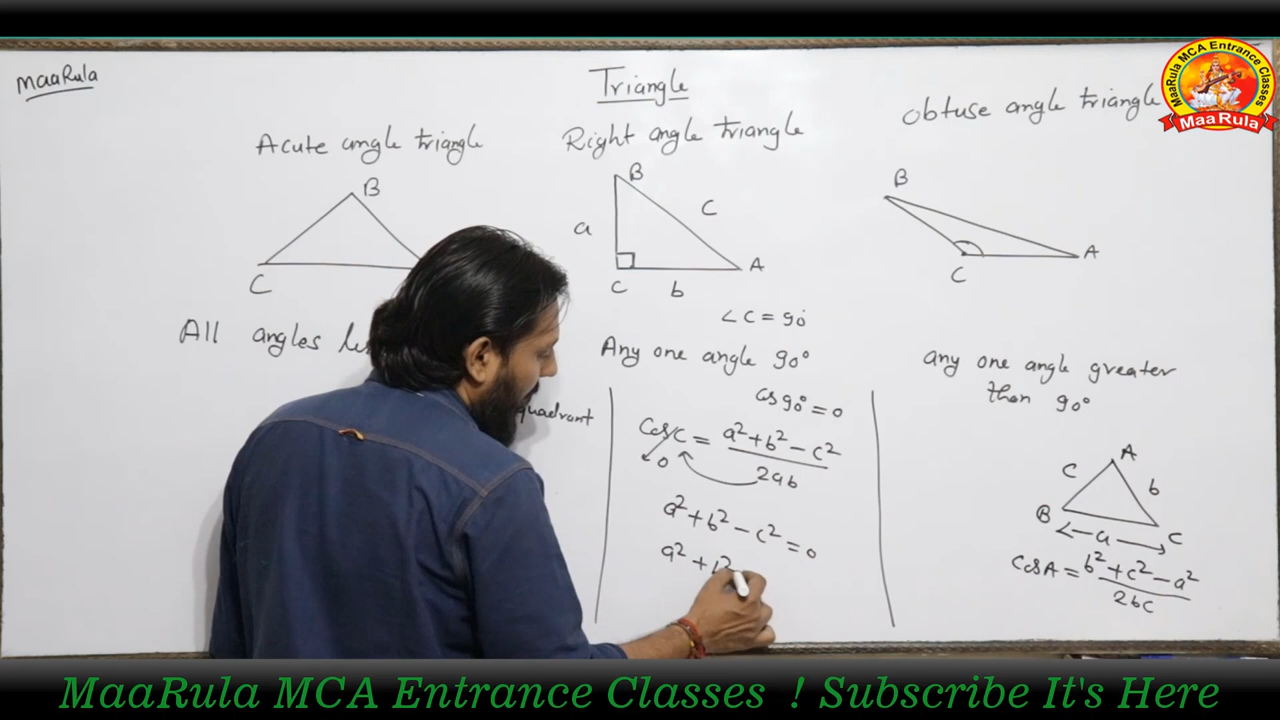 MaaRula
Triangle
MaaRula MCA Entrance Classes
MaaRula
Acute angle triangle
Right angle triangle
Obtuse angle triangle
B
C
B
a
c
C
b
A
B
C
A
∠C = 90°
All angles
Any one angle 90°
any one angle greater
then 90°
quadrant
cos 90° = 0
Cos C = a² + b² - c² / 2ab
0
a² + b² - c² = 0
a² + b²
A
c
b
B
a
C
Cos A = b² + c² - a² / 2bc
MaaRula MCA Entrance Classes ! Subscribe It's Here